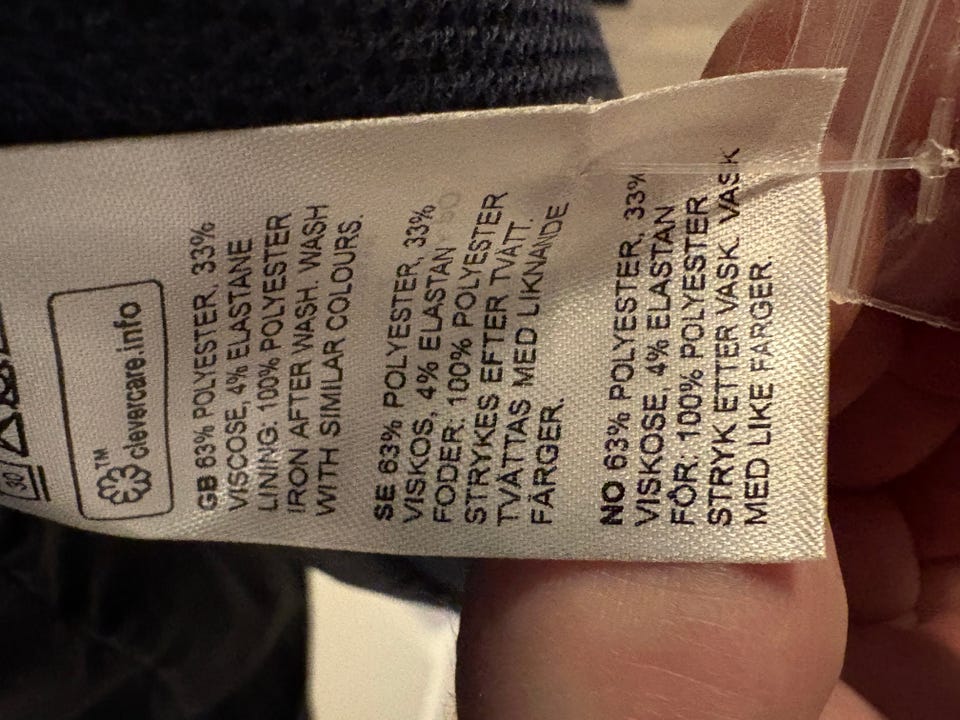 30
clevercare.info
TM
GB 63% POLYESTER, 33%
VISCOSE, 4% ELASTANE
LINING: 100% POLYESTER
IRON AFTER WASH. WASH
WITH SIMILAR COLOURS.
SE 63% POLYESTER, 33%
VISKOS, 4% ELASTAN
FODER: 100% POLYESTER
STRYKES EFTER TVÄTT.
TVÄTTAS MED LIKNANDE
FÄRGER.
NO 63% POLYESTER, 33%
VISKOSE, 4% ELASTAN
FÔR: 100% POLYESTER
STRYK ETTER VASK. VASK
MED LIKE FARGER.